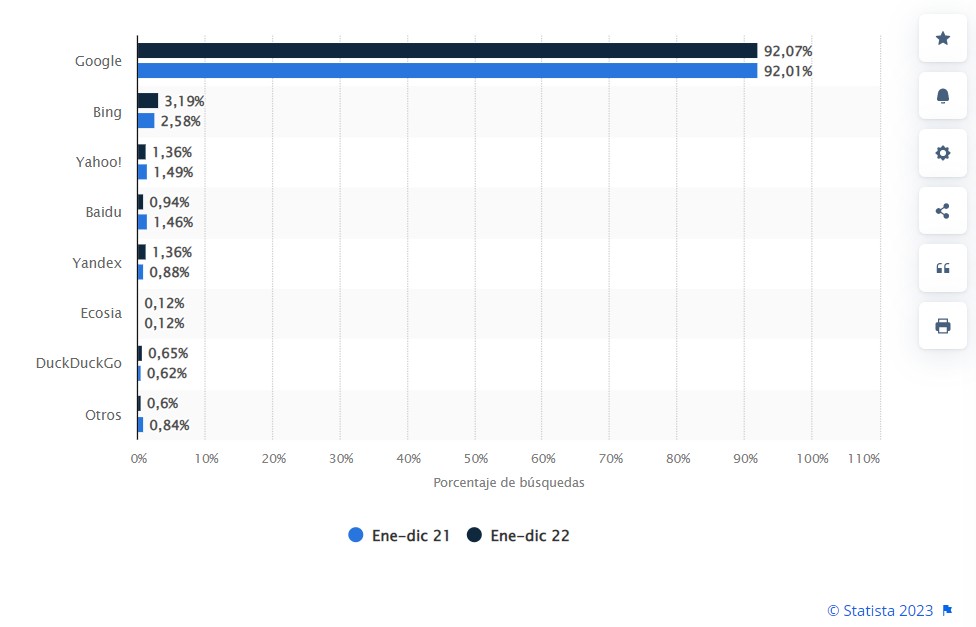 Google
92,07%
92,01%
Bing
3,19%
2,58%
Yahoo!
1,36%
1,49%
Baidu
0,94%
1,46%
Yandex
1,36%
0,88%
Ecosia
0,12%
0,12%
DuckDuckGo
0,65%
0,62%
Otros
0,6%
0,84%
0% 10% 20% 30% 40% 50% 60% 70% 80% 90% 100% 110%
Porcentaje de búsquedas
Ene-dic 21 Ene-dic 22
© Statista 2023